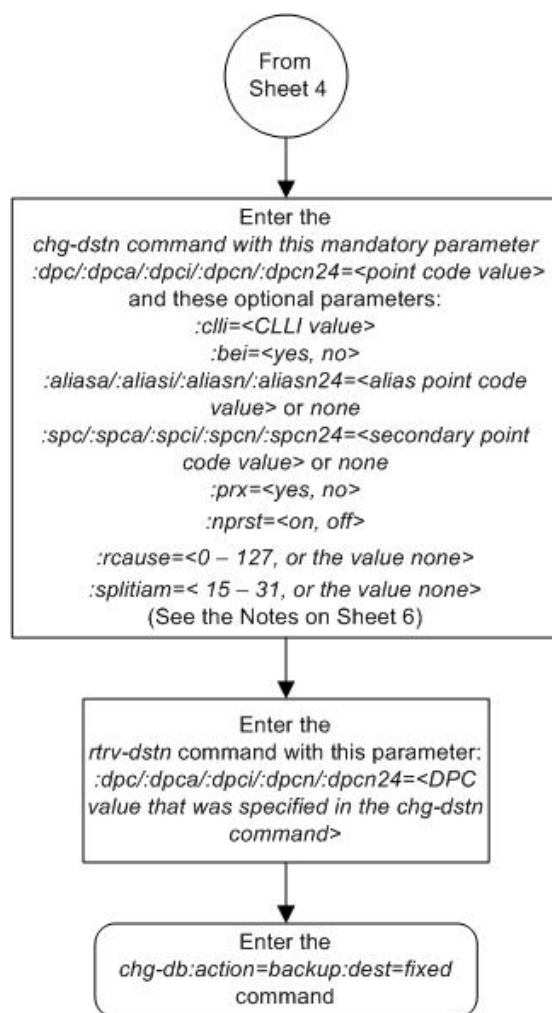 From
Sheet 4
Enter the
chg-dstn command with this mandatory parameter
:dpc/:dpca/:dpci/:dpcn/:dpcn24=<point code value>
and these optional parameters:
:clli=<CLLI value>
:bei=<yes, no>
:aliasa/:aliasi/:aliasn/:aliasn24=<alias point code
value> or none
:spc/:spca/:spci/:spcn/:spcn24=<secondary point
code value> or none
:prx=<yes, no>
:nprst=<on, off>
:rcause=<0 – 127, or the value none>
:splitiam=< 15 – 31, or the value none>
(See the Notes on Sheet 6)
Enter the
rtrv-dstn command with this parameter:
:dpc/:dpca/:dpci/:dpcn/:dpcn24=<DPC
value that was specified in the chg-dstn
command>
Enter the
chg-db:action=backup:dest=fixed
command